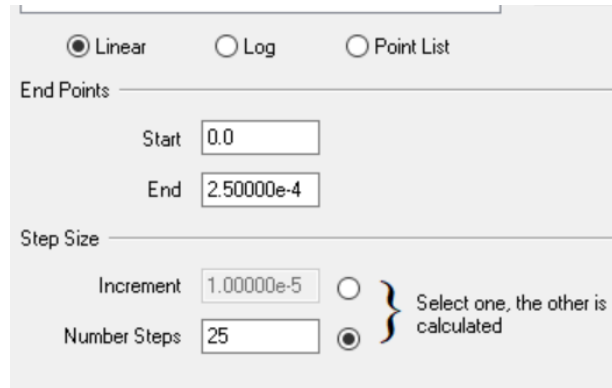 Linear Log Point List
End Points
Start 0.0
End 2.50000e-4
Step Size
Increment 1.00000e-5
Select one, the other is
calculated
Number Steps 25